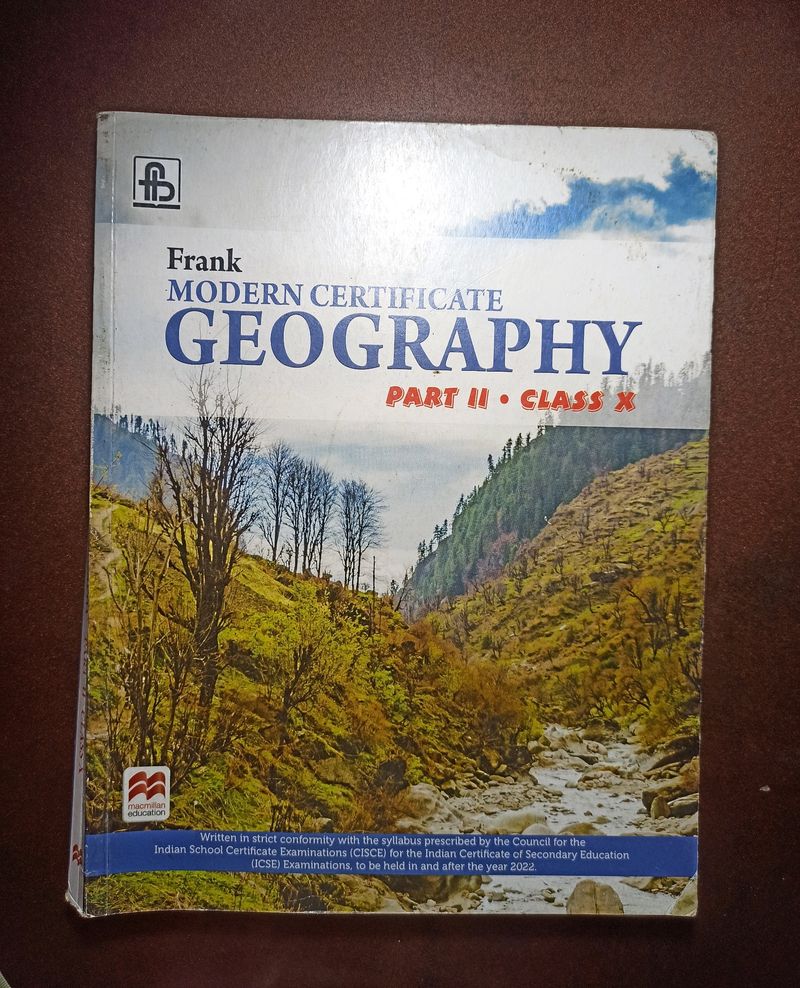 fb
Frank
MODERN CERTIFICATE
GEOGRAPHY
PART II • CLASS X
macmillan
education
Written in strict conformity with the syllabus prescribed by the Council for the
Indian School Certificate Examinations (CISCE) for the Indian Certificate of Secondary Education
(ICSE) Examinations, to be held in and after the year 2022.